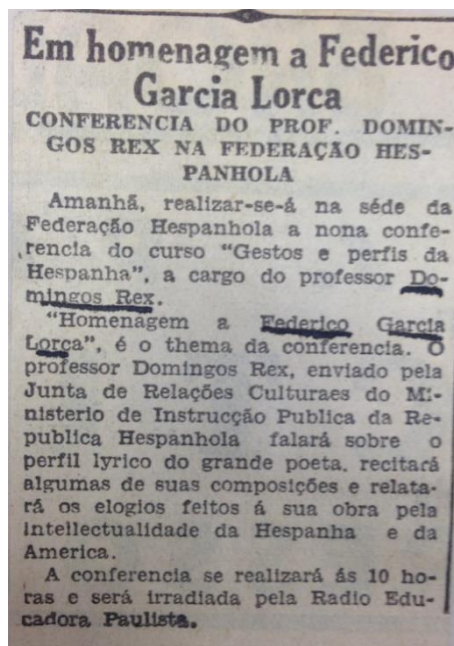 Em homenagem a Federico
Garcia Lorca
CONFERENCIA DO PROF. DOMIN-
GOS REX NA FEDERAÇÃO HES-
PANHOLA
Amanhã, realizar-se-á na séde da
Federação Hespanhola a nona confe-
rencia do curso "Gestos e perfis da
Hespanha", a cargo do professor Do-
mingos Rex.
"Homenagem a Federico Garcia
Lorca", é o thema da conferencia. O
professor Domingos Rex, enviado pela
Junta de Relações Culturaes do Mi-
nisterio de Instrucção Publica da Re-
publica Hespanhola falará sobre o
perfil lyrico do grande poeta, recitará
algumas de suas composições e relata-
rá os elogios feitos á sua obra pela
intellectualidade da Hespanha e da
America.
A conferencia se realizará ás 10 ho-
ras e será irradiada pela Radio Edu-
cadora Paulista.